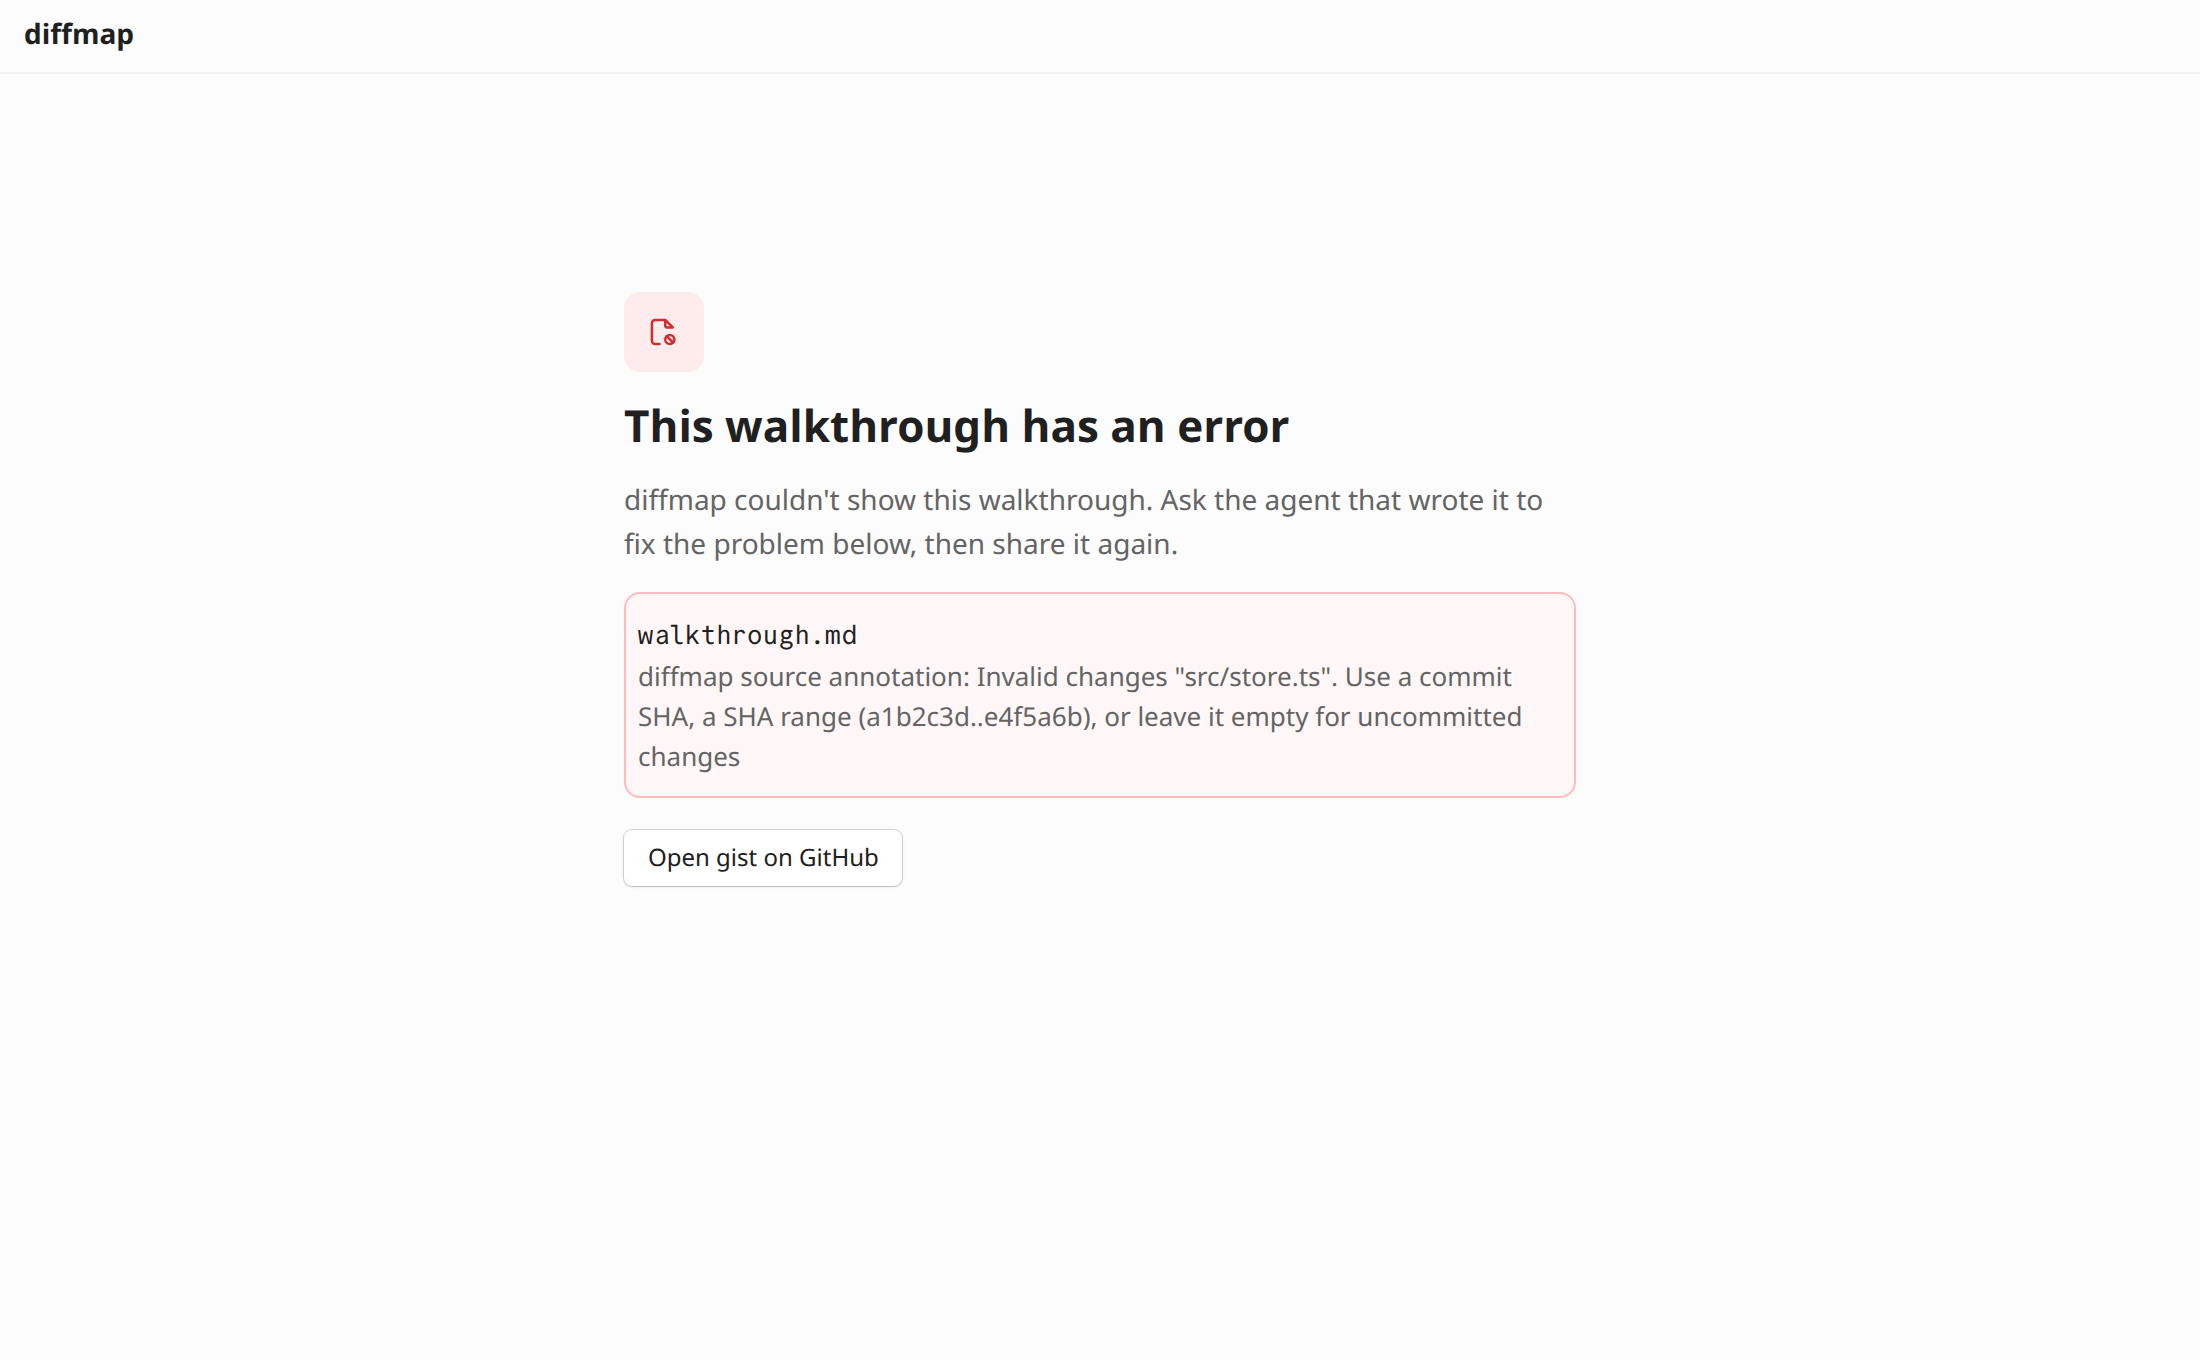 diffmap
This walkthrough has an error
diffmap couldn't show this walkthrough. Ask the agent that wrote it to
fix the problem below, then share it again.
walkthrough.md
diffmap source annotation: Invalid changes "src/store.ts". Use a commit
SHA, a SHA range (a1b2c3d..e4f5a6b), or leave it empty for uncommitted
changes
Open gist on GitHub